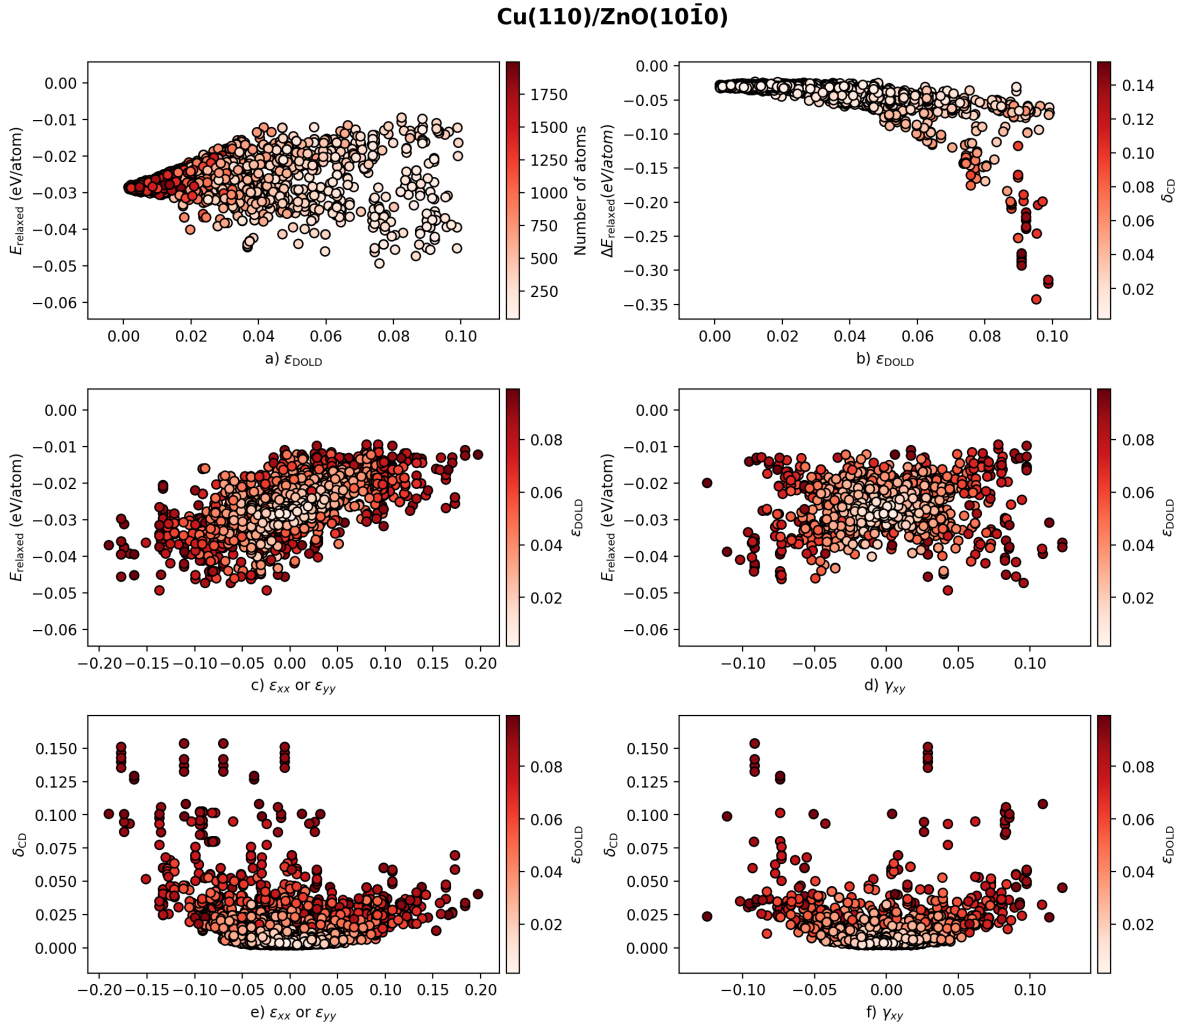 Cu(110)/ZnO(101̄0)
0.00
−0.01
−0.02
−0.03
−0.04
−0.05
−0.06
E_relaxed (eV/atom)
0.00 0.02 0.04 0.06 0.08 0.10
a) ε_DOLD
1750
1500
1250
1000
750
500
250
Number of atoms
0.00
−0.05
−0.10
−0.15
−0.20
−0.25
−0.30
−0.35
ΔE_relaxed(eV/atom)
0.00 0.02 0.04 0.06 0.08 0.10
b) ε_DOLD
0.14
0.12
0.10
0.08
0.06
0.04
0.02
δ_CD
0.00
−0.01
−0.02
−0.03
−0.04
−0.05
−0.06
E_relaxed (eV/atom)
−0.20 −0.15 −0.10 −0.05 0.00 0.05 0.10 0.15 0.20
c) ε_xx or ε_yy
0.08
0.06
0.04
0.02
ε_DOLD
0.00
−0.01
−0.02
−0.03
−0.04
−0.05
−0.06
E_relaxed (eV/atom)
−0.10 −0.05 0.00 0.05 0.10
d) γ_xy
0.08
0.06
0.04
0.02
ε_DOLD
0.150
0.125
0.100
0.075
0.050
0.025
0.000
δ_CD
−0.20 −0.15 −0.10 −0.05 0.00 0.05 0.10 0.15 0.20
e) ε_xx or ε_yy
0.08
0.06
0.04
0.02
ε_DOLD
0.150
0.125
0.100
0.075
0.050
0.025
0.000
δ_CD
−0.10 −0.05 0.00 0.05 0.10
f) γ_xy
0.08
0.06
0.04
0.02
ε_DOLD